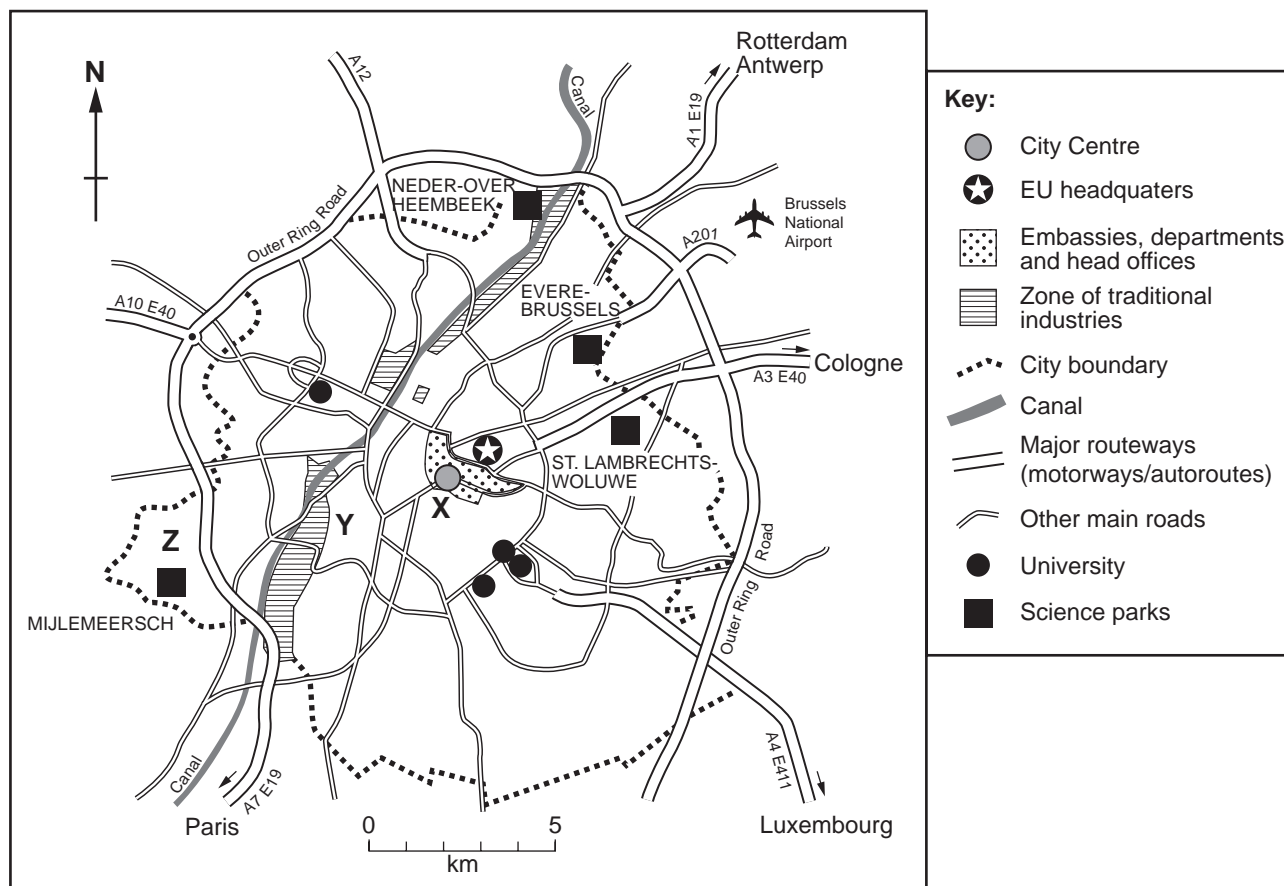 Rotterdam
Antwerp
N
A12
Canal
A1 E19
NEDER-OVER
HEEMBEEK
Outer Ring Road
Brussels
National
Airport
A201
A10 E40
EVERE-
BRUSSELS
Cologne
A3 E40
ST. LAMBRECHTS-
WOLUWE
X
Y
Z
MIJLEMEERSCH
Outer Ring Road
Canal
A7 E19
Paris
0 5
km
A4 E411
Luxembourg
Key:
City Centre
EU headquaters
Embassies, departments
and head offices
Zone of traditional
industries
City boundary
Canal
Major routeways
(motorways/autoroutes)
Other main roads
University
Science parks